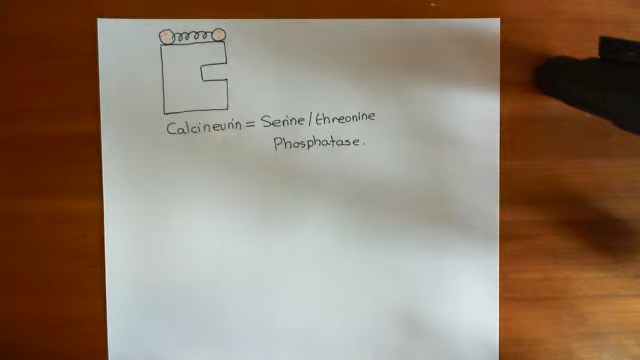 Calcineurin = Serine/threonine
Phosphatase.